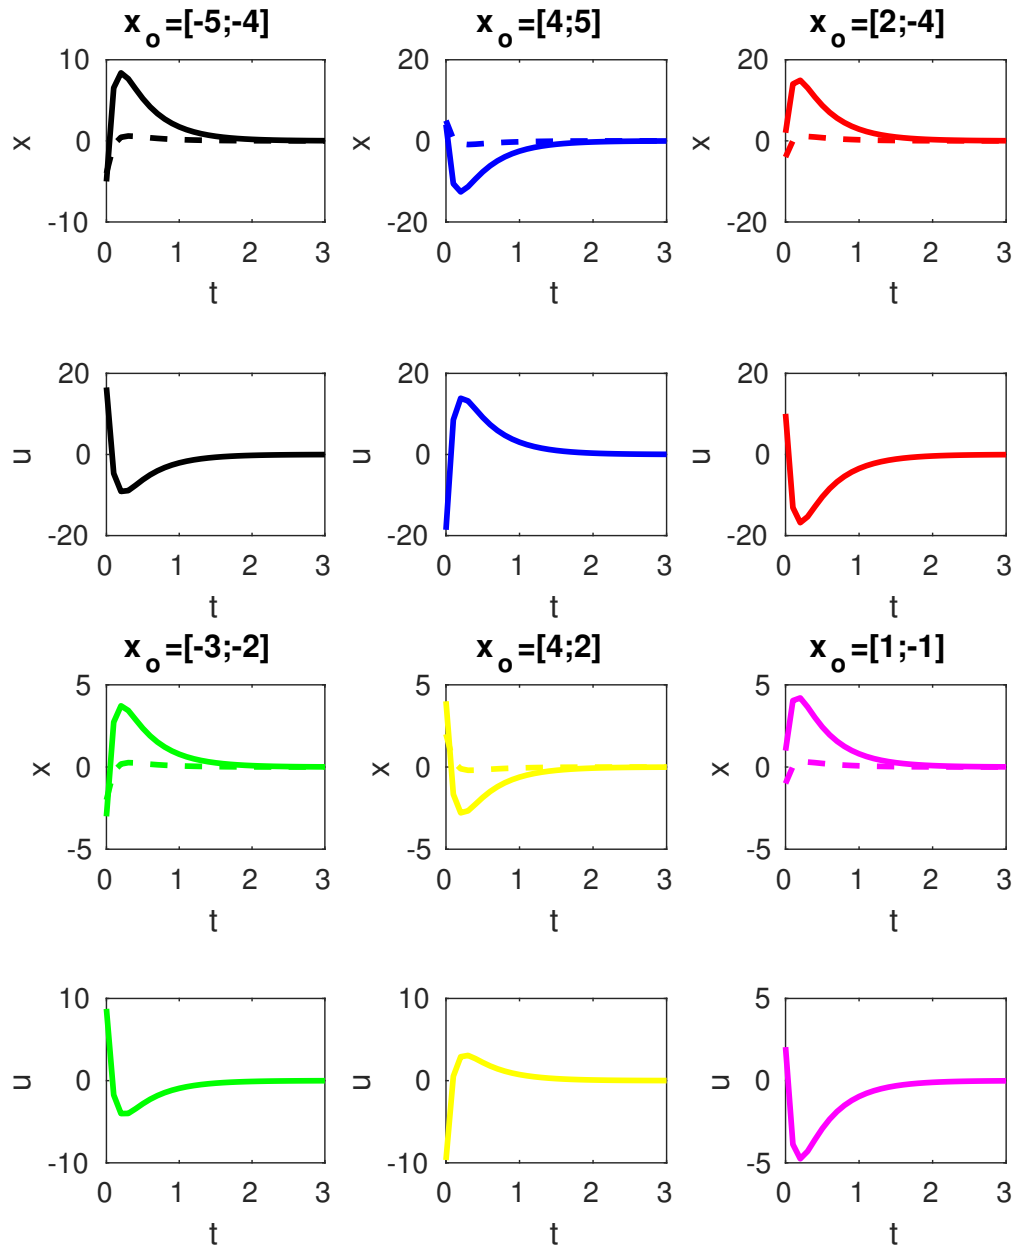 x_o=[-5;-4] x_o=[4;5] x_o=[2;-4]
10 20 20
x 0 x 0 x 0
-10 -20 -20
0 1 2 3 0 1 2 3 0 1 2 3
t t t
20 20 20
u 0 u 0 u 0
-20 -20 -20
0 1 2 3 0 1 2 3 0 1 2 3
t t t
x_o=[-3;-2] x_o=[4;2] x_o=[1;-1]
5 5 5
x 0 x 0 x 0
-5 -5 -5
0 1 2 3 0 1 2 3 0 1 2 3
t t t
10 10 5
u 0 u 0 u 0
-10 -10 -5
0 1 2 3 0 1 2 3 0 1 2 3
t t t